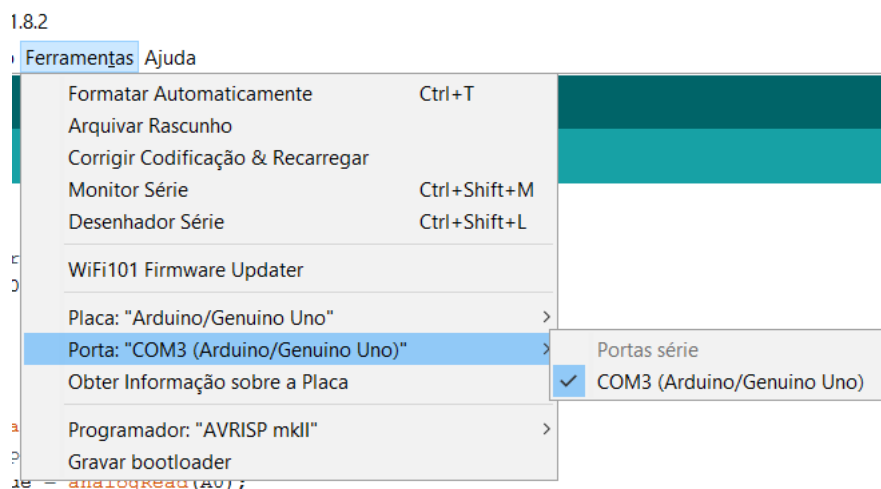 1.8.2
Ferramentas Ajuda
Formatar Automaticamente Ctrl+T
Arquivar Rascunho
Corrigir Codificação & Recarregar
Monitor Série Ctrl+Shift+M
Desenhador Série Ctrl+Shift+L
WiFi101 Firmware Updater
Placa: "Arduino/Genuino Uno"
Porta: "COM3 (Arduino/Genuino Uno)"
Portas série
Obter Informação sobre a Placa
COM3 (Arduino/Genuino Uno)
Programador: "AVRISP mkII"
Gravar bootloader
= analogRead(A0);